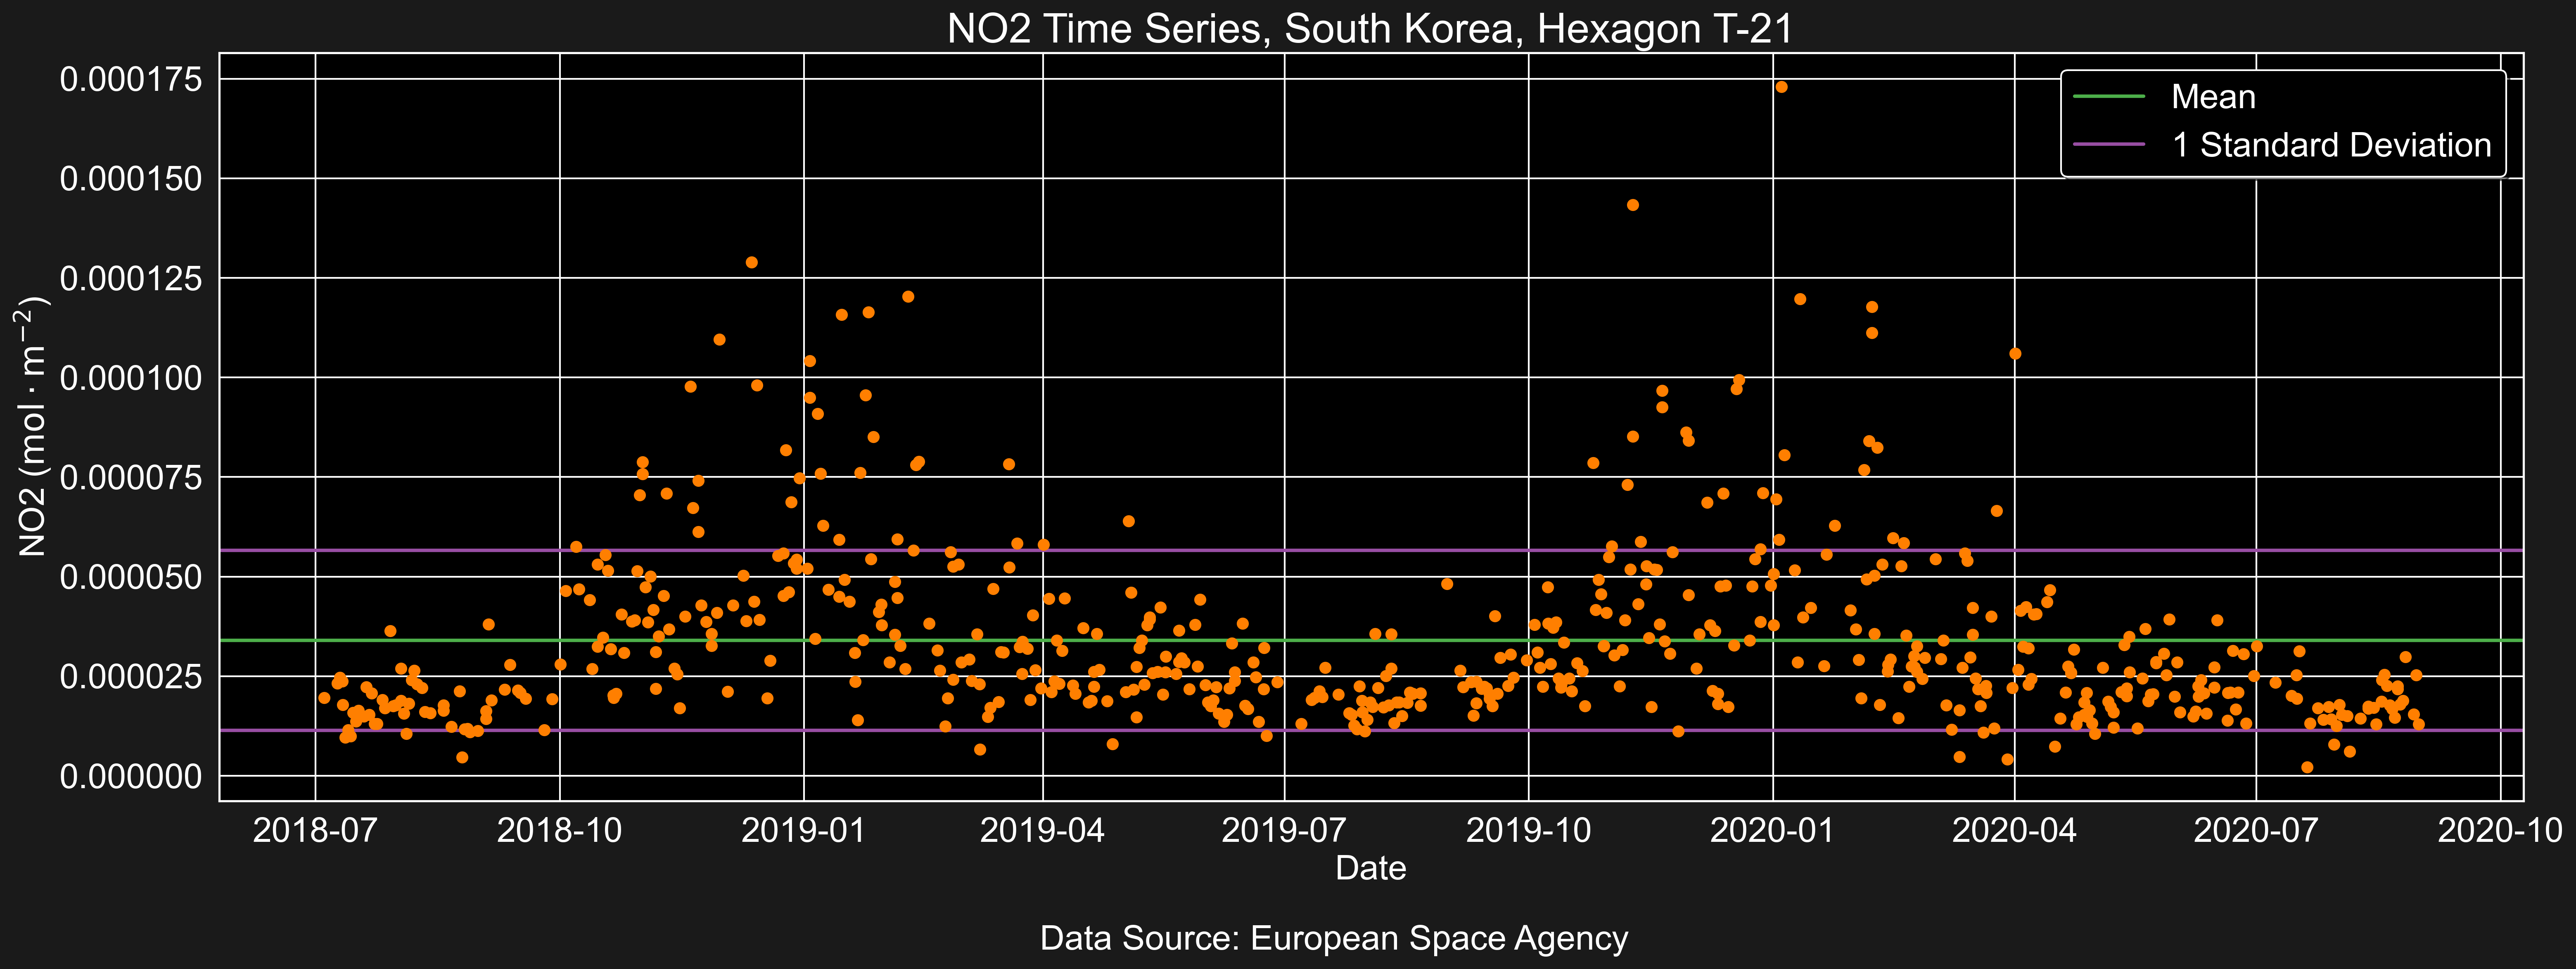 NO2 Time Series, South Korea, Hexagon T-21
Mean
1 Standard Deviation
NO2 (mol · m⁻²)
0.000175
0.000150
0.000125
0.000100
0.000075
0.000050
0.000025
0.000000
2018-07 2018-10 2019-01 2019-04 2019-07 2019-10 2020-01 2020-04 2020-07 2020-10
Date
Data Source: European Space Agency